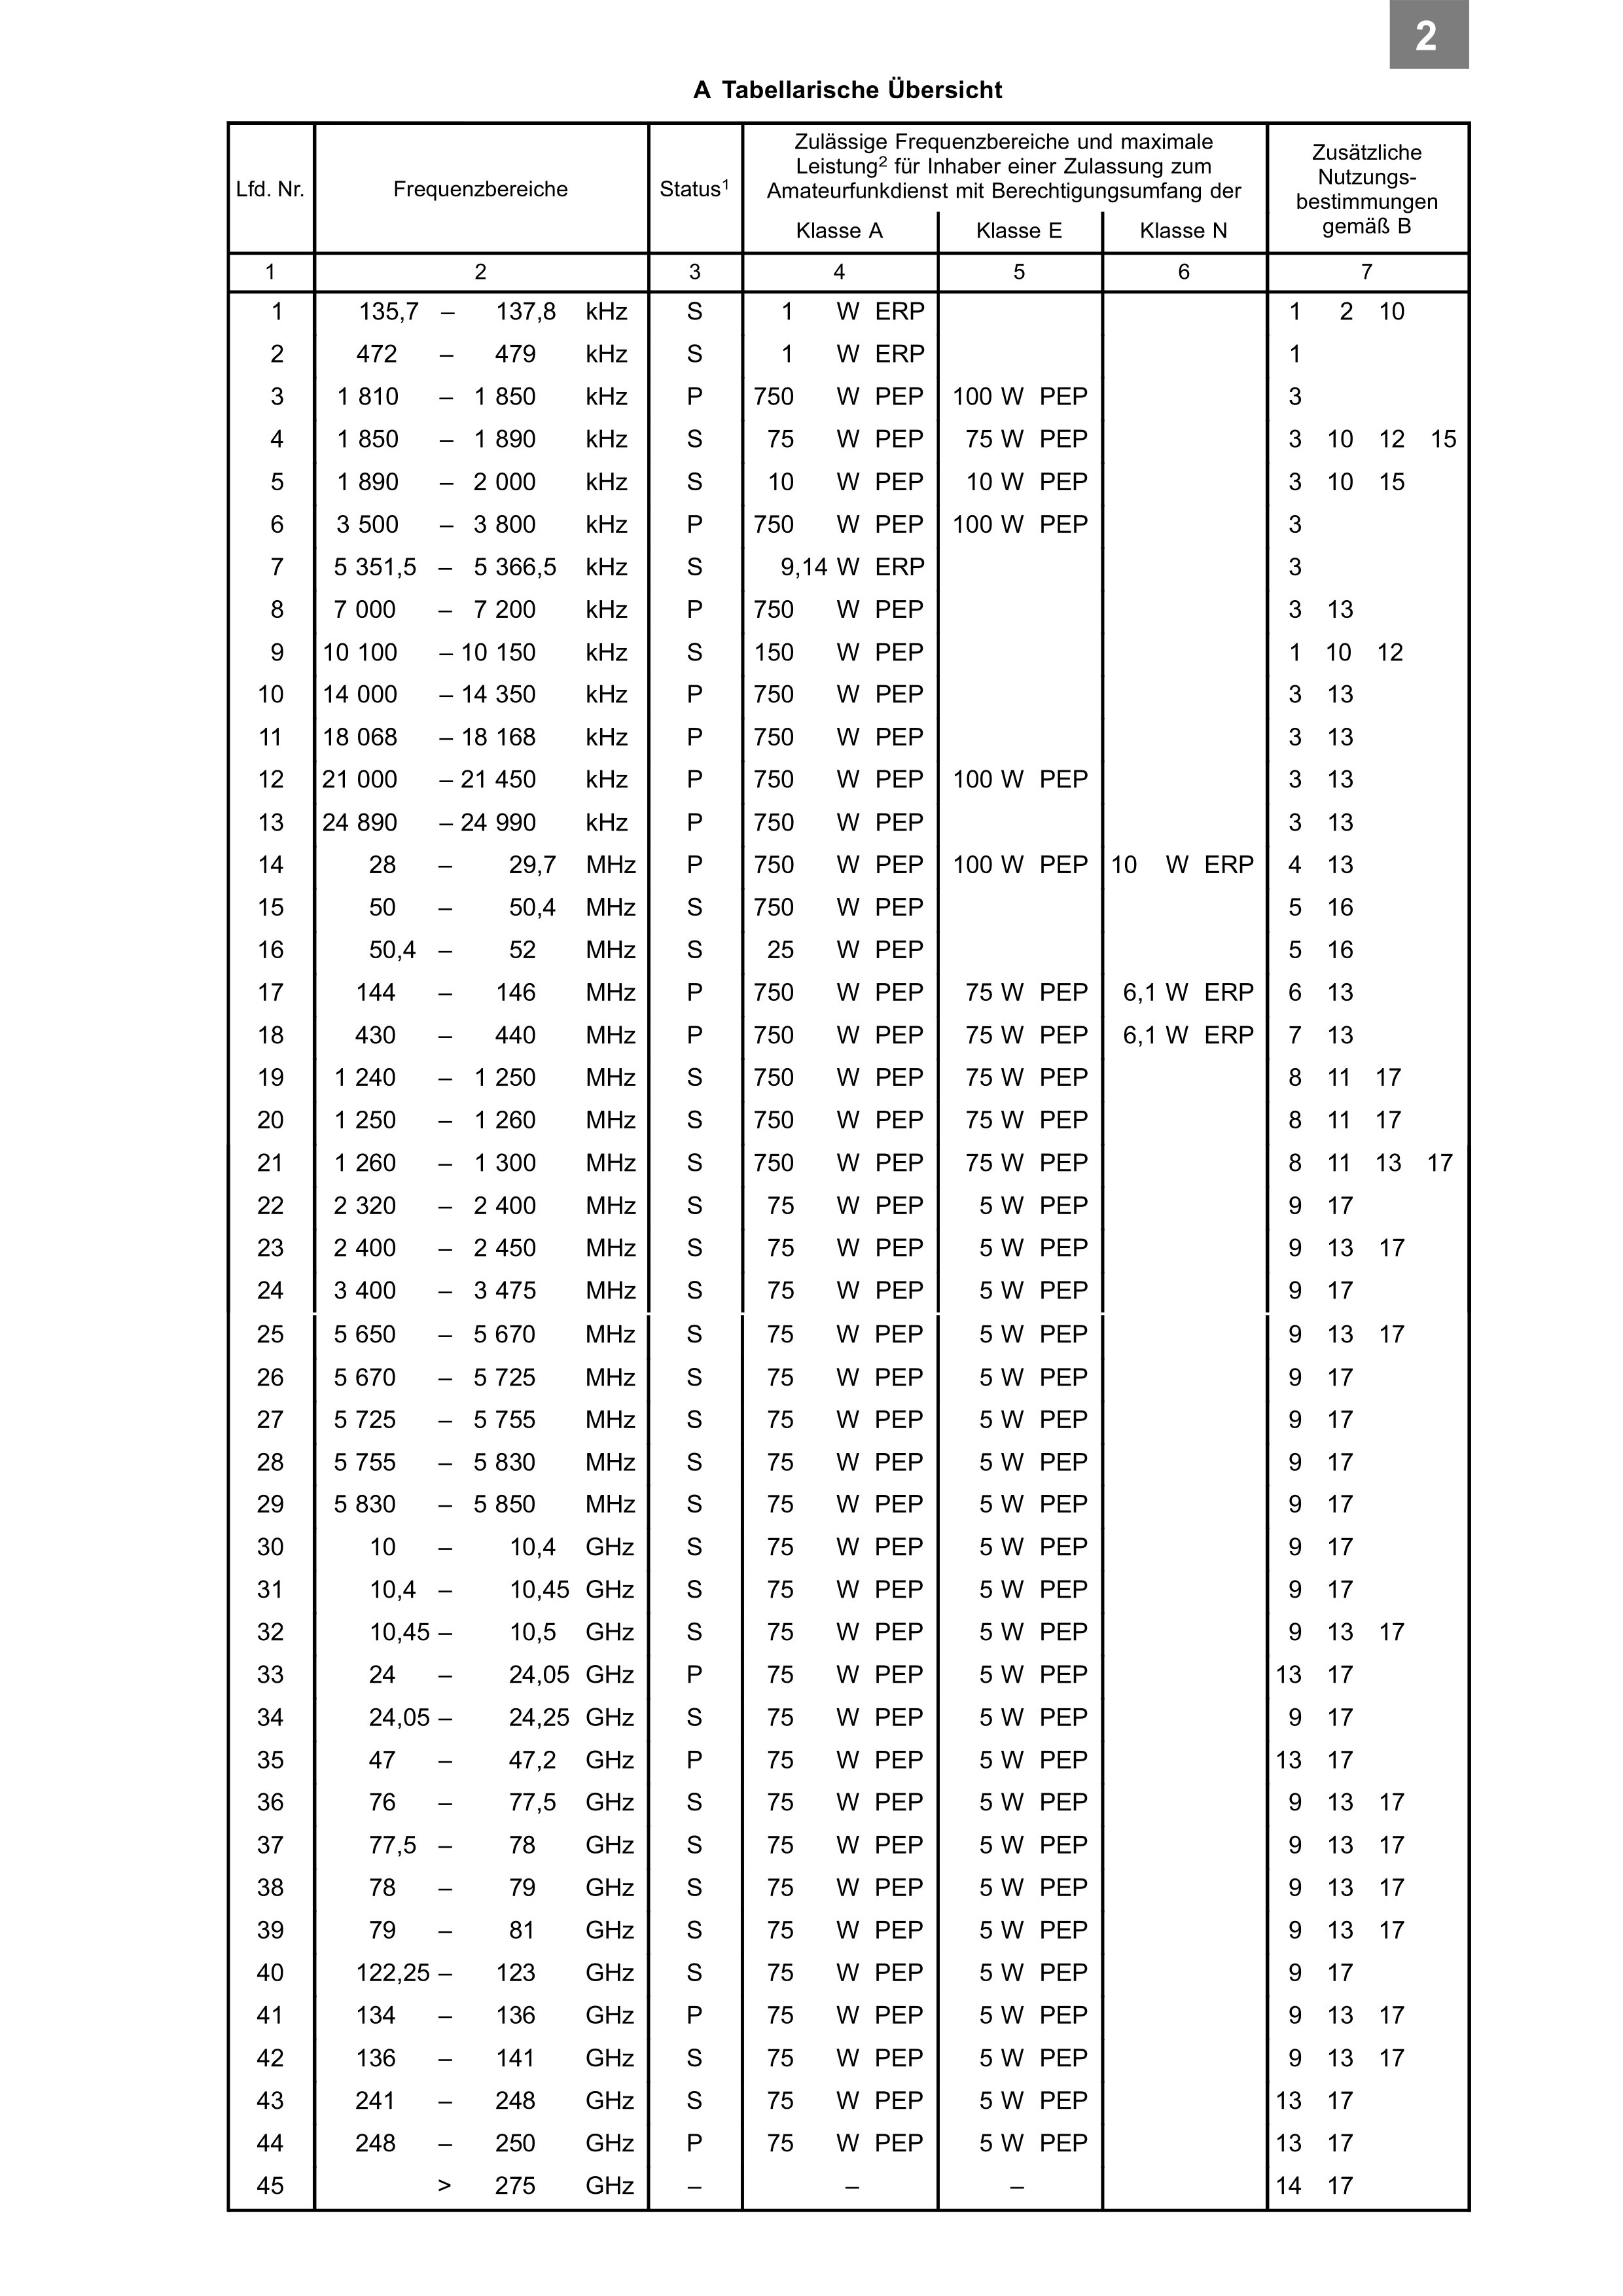 2
A Tabellarische Übersicht
Lfd. Nr. Frequenzbereiche Status¹ Zulässige Frequenzbereiche und maximale Leistung² für Inhaber einer Zulassung zum Amateurfunkdienst mit Berechtigungsumfang der Zusätzliche Nutzungs-bestimmungen gemäß B
Klasse A Klasse E Klasse N
1 2 3 4 5 6 7
1 135,7 – 137,8 kHz S 1 W ERP 1 2 10
2 472 – 479 kHz S 1 W ERP 1
3 1 810 – 1 850 kHz P 750 W PEP 100 W PEP 3
4 1 850 – 1 890 kHz S 75 W PEP 75 W PEP 3 10 12 15
5 1 890 – 2 000 kHz S 10 W PEP 10 W PEP 3 10 15
6 3 500 – 3 800 kHz P 750 W PEP 100 W PEP 3
7 5 351,5 – 5 366,5 kHz S 9,14 W ERP 3
8 7 000 – 7 200 kHz P 750 W PEP 3 13
9 10 100 – 10 150 kHz S 150 W PEP 1 10 12
10 14 000 – 14 350 kHz P 750 W PEP 3 13
11 18 068 – 18 168 kHz P 750 W PEP 3 13
12 21 000 – 21 450 kHz P 750 W PEP 100 W PEP 3 13
13 24 890 – 24 990 kHz P 750 W PEP 3 13
14 28 – 29,7 MHz P 750 W PEP 100 W PEP 10 W ERP 4 13
15 50 – 50,4 MHz S 750 W PEP 5 16
16 50,4 – 52 MHz S 25 W PEP 5 16
17 144 – 146 MHz P 750 W PEP 75 W PEP 6,1 W ERP 6 13
18 430 – 440 MHz P 750 W PEP 75 W PEP 6,1 W ERP 7 13
19 1 240 – 1 250 MHz S 750 W PEP 75 W PEP 8 11 17
20 1 250 – 1 260 MHz S 750 W PEP 75 W PEP 8 11 17
21 1 260 – 1 300 MHz S 750 W PEP 75 W PEP 8 11 13 17
22 2 320 – 2 400 MHz S 75 W PEP 5 W PEP 9 17
23 2 400 – 2 450 MHz S 75 W PEP 5 W PEP 9 13 17
24 3 400 – 3 475 MHz S 75 W PEP 5 W PEP 9 17
25 5 650 – 5 670 MHz S 75 W PEP 5 W PEP 9 13 17
26 5 670 – 5 725 MHz S 75 W PEP 5 W PEP 9 17
27 5 725 – 5 755 MHz S 75 W PEP 5 W PEP 9 17
28 5 755 – 5 830 MHz S 75 W PEP 5 W PEP 9 17
29 5 830 – 5 850 MHz S 75 W PEP 5 W PEP 9 17
30 10 – 10,4 GHz S 75 W PEP 5 W PEP 9 17
31 10,4 – 10,45 GHz S 75 W PEP 5 W PEP 9 17
32 10,45 – 10,5 GHz S 75 W PEP 5 W PEP 9 13 17
33 24 – 24,05 GHz P 75 W PEP 5 W PEP 13 17
34 24,05 – 24,25 GHz S 75 W PEP 5 W PEP 9 17
35 47 – 47,2 GHz P 75 W PEP 5 W PEP 13 17
36 76 – 77,5 GHz S 75 W PEP 5 W PEP 9 13 17
37 77,5 – 78 GHz S 75 W PEP 5 W PEP 9 13 17
38 78 – 79 GHz S 75 W PEP 5 W PEP 9 13 17
39 79 – 81 GHz S 75 W PEP 5 W PEP 9 13 17
40 122,25 – 123 GHz S 75 W PEP 5 W PEP 9 17
41 134 – 136 GHz P 75 W PEP 5 W PEP 9 13 17
42 136 – 141 GHz S 75 W PEP 5 W PEP 9 13 17
43 241 – 248 GHz S 75 W PEP 5 W PEP 13 17
44 248 – 250 GHz P 75 W PEP 5 W PEP 13 17
45 > 275 GHz – – – 14 17